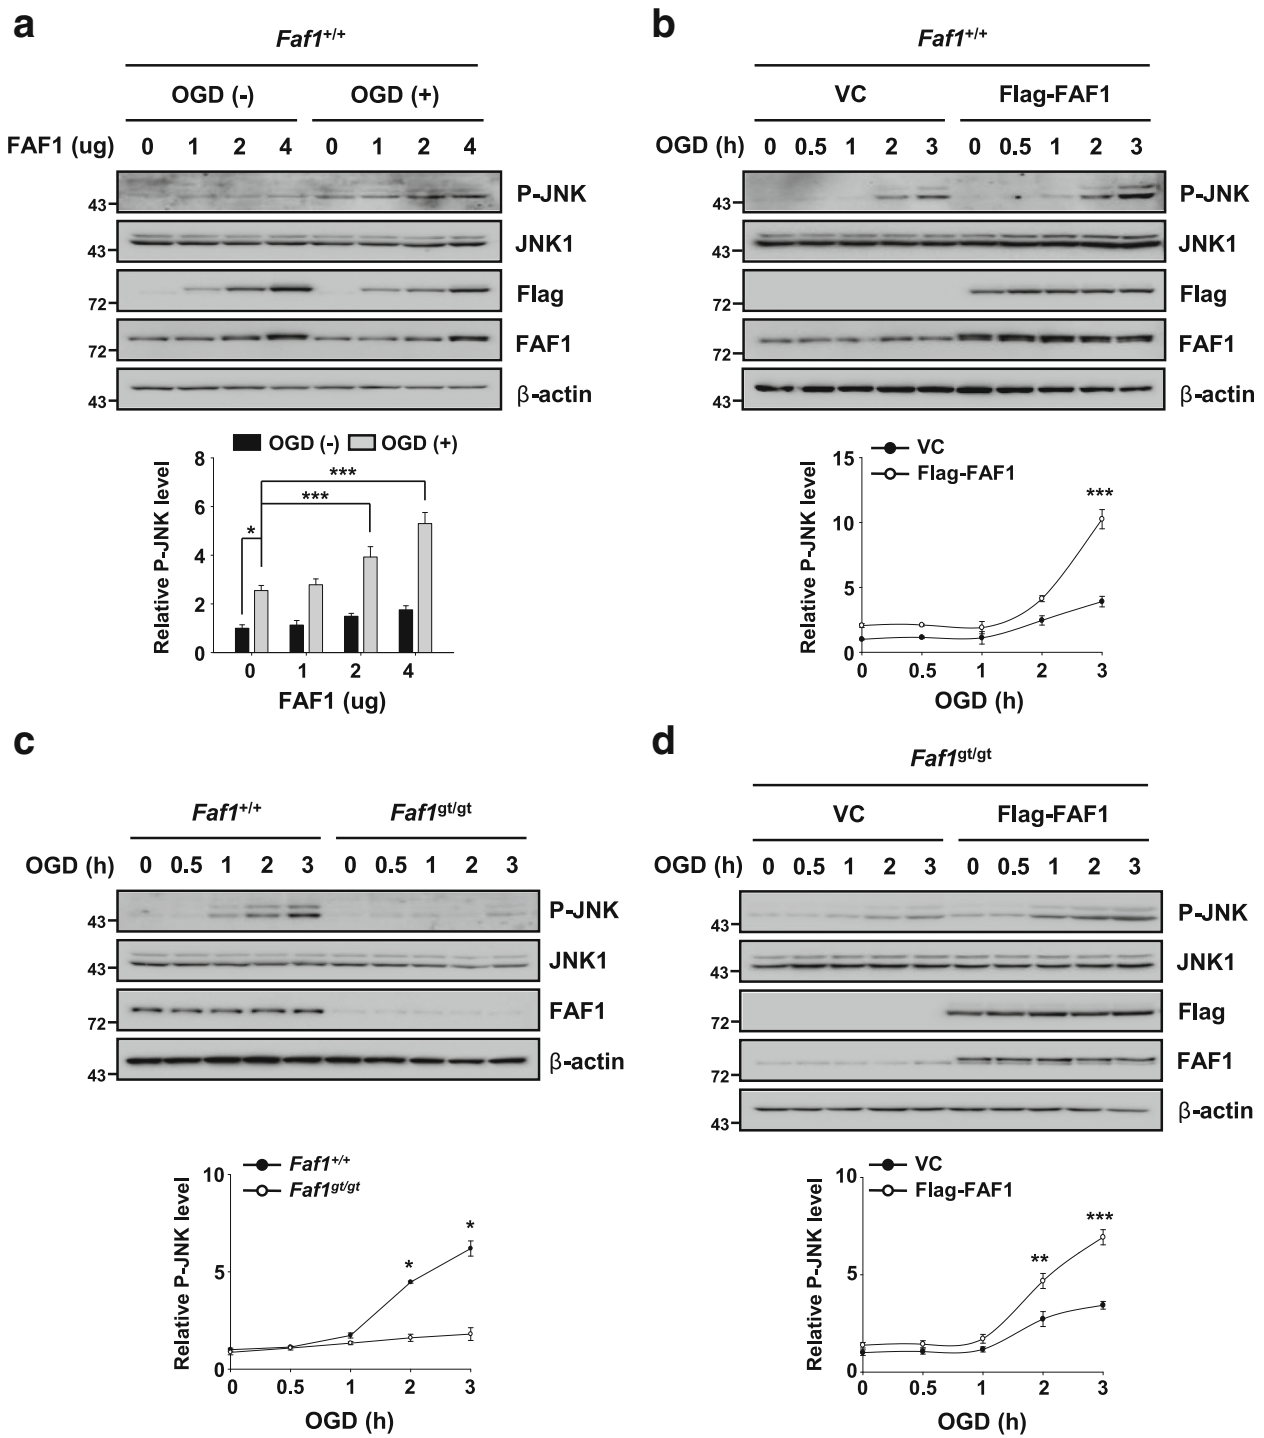 a
Faf1+/+
OGD (-) OGD (+)
FAF1 (ug) 0 1 2 4 0 1 2 4
43 P-JNK
43 JNK1
72 Flag
72 FAF1
43 β-actin
OGD (-) OGD (+)
Relative P-JNK level
8
6
4
2
0
* *** ***
0 1 2 4
FAF1 (ug)
b
Faf1+/+
VC Flag-FAF1
OGD (h) 0 0.5 1 2 3 0 0.5 1 2 3
43 P-JNK
43 JNK1
72 Flag
72 FAF1
43 β-actin
VC
Flag-FAF1
Relative P-JNK level
15
10
5
0
***
0 0.5 1 2 3
OGD (h)
c
Faf1+/+ Faf1gt/gt
OGD (h) 0 0.5 1 2 3 0 0.5 1 2 3
43 P-JNK
43 JNK1
72 FAF1
43 β-actin
Faf1+/+
Faf1gt/gt
Relative P-JNK level
10
5
0
* *
0 0.5 1 2 3
OGD (h)
d
Faf1gt/gt
VC Flag-FAF1
OGD (h) 0 0.5 1 2 3 0 0.5 1 2 3
43 P-JNK
43 JNK1
72 Flag
72 FAF1
43 β-actin
VC
Flag-FAF1
Relative P-JNK level
10
5
0
** ***
0 0.5 1 2 3
OGD (h)